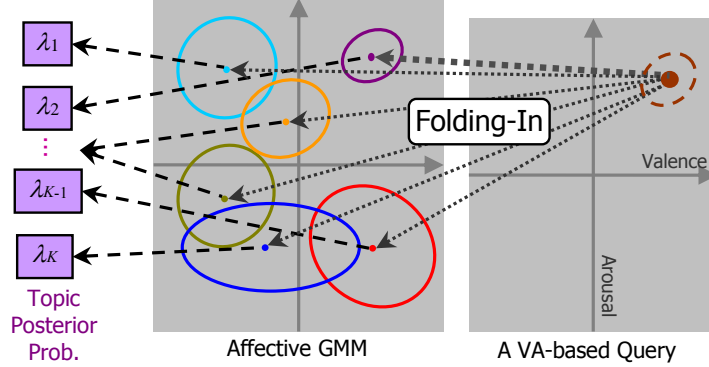 λ1
λ2
⋮
λK-1
λK
Topic
Posterior
Prob.
Folding-In
Valence
Arousal
Affective GMM
A VA-based Query